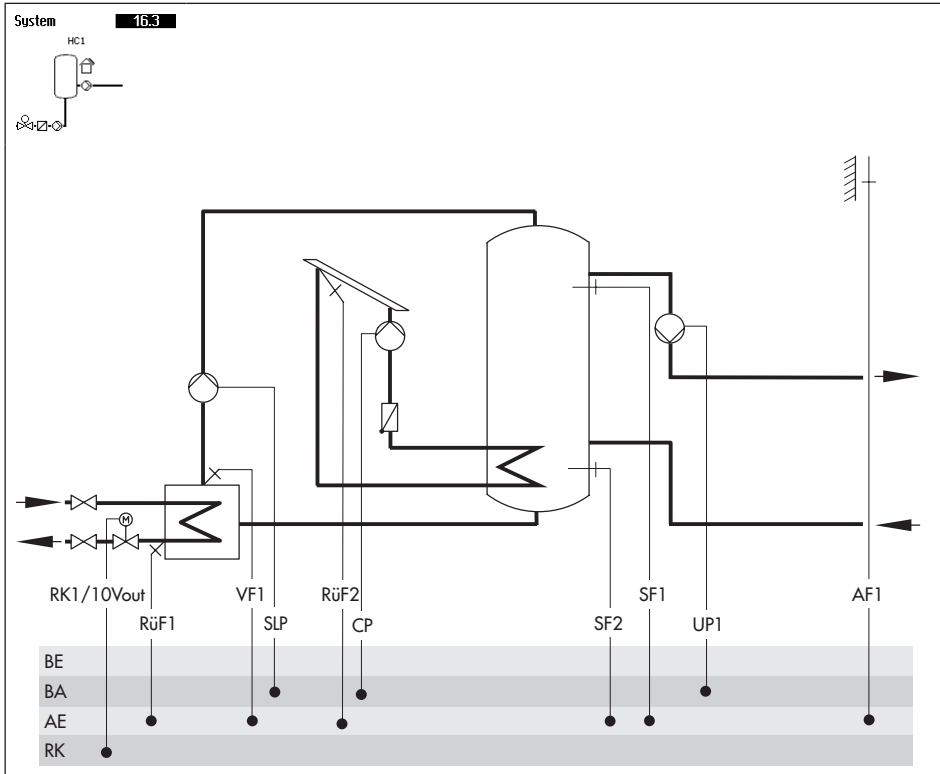 System 16.3
HC1
M
RK1/10Vout VF1 RüF2 SF1 AF1
RüF1 SLP CP SF2 UP1
BE
BA
AE
RK